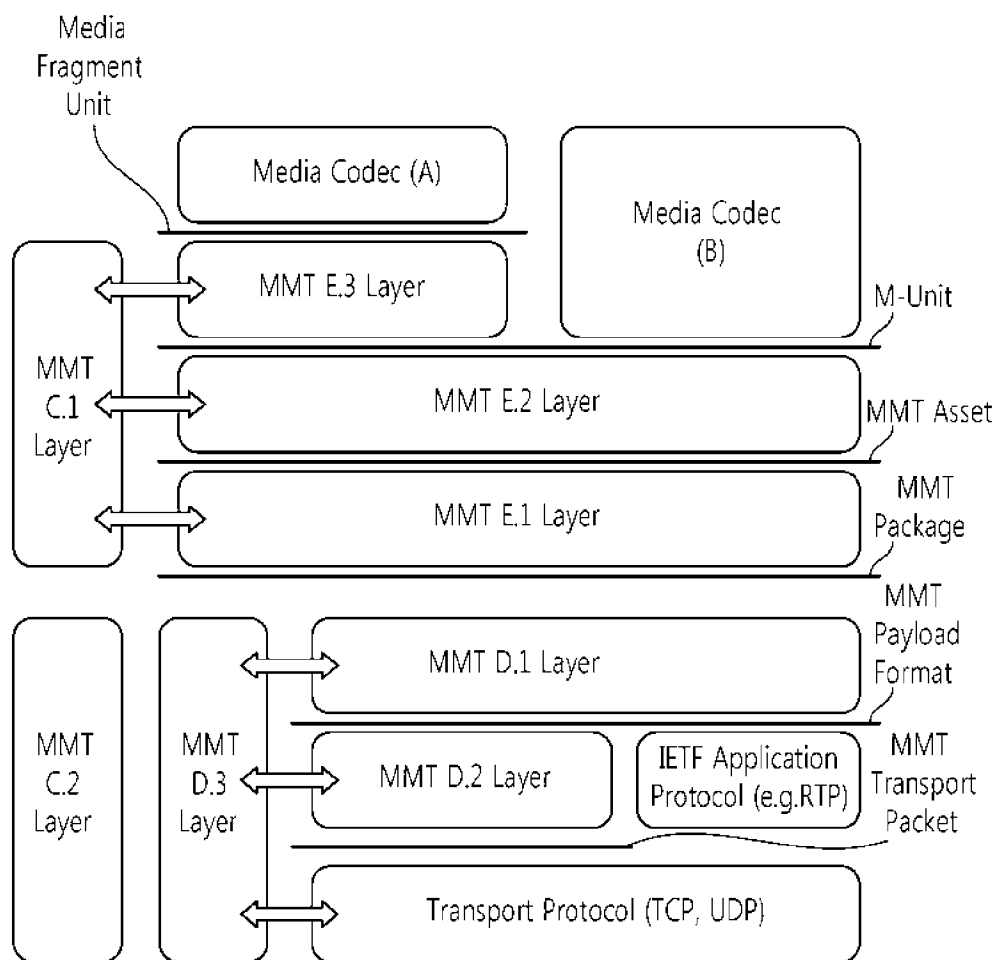 Media
Fragment
Unit
Media Codec (A)
Media Codec
(B)
MMT E.3 Layer
M-Unit
MMT
C.1
Layer
MMT E.2 Layer
MMT Asset
MMT E.1 Layer
MMT
Package
MMT
Payload
Format
MMT D.1 Layer
MMT
C.2
Layer
MMT
D.3
Layer
MMT D.2 Layer
IETF Application
Protocol (e.g.RTP)
MMT
Transport
Packet
Transport Protocol (TCP, UDP)